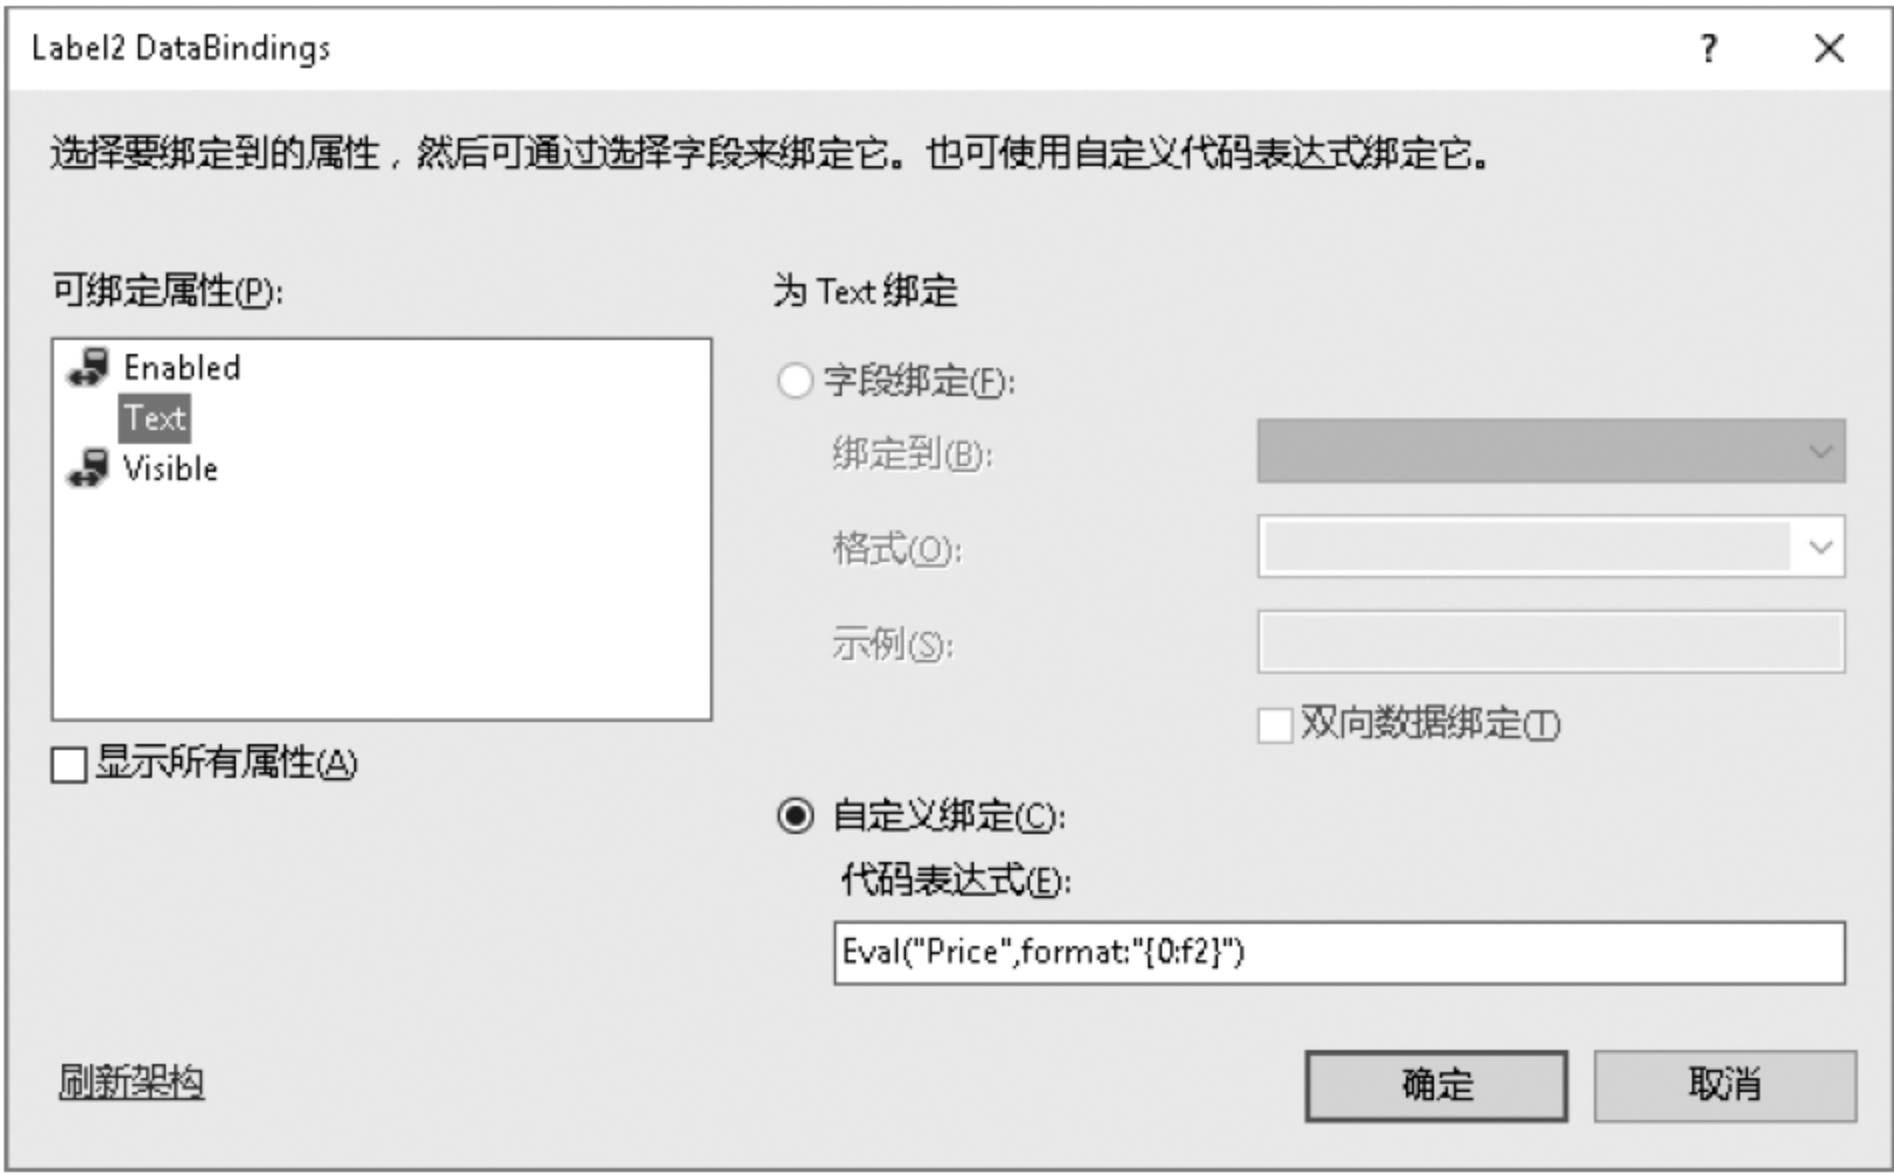 Label2 DataBindings
选择要绑定到的属性，然后可通过选择字段来绑定它。也可使用自定义代码表达式绑定它。
可绑定属性(P):
Enabled
Text
Visible
显示所有属性(A)
为 Text 绑定
字段绑定(F):
绑定到(B):
格式(O):
示例(S):
双向数据绑定(T)
自定义绑定(C):
代码表达式(E):
Eval("Price",format:"{0:f2}")
刷新架构
确定
取消